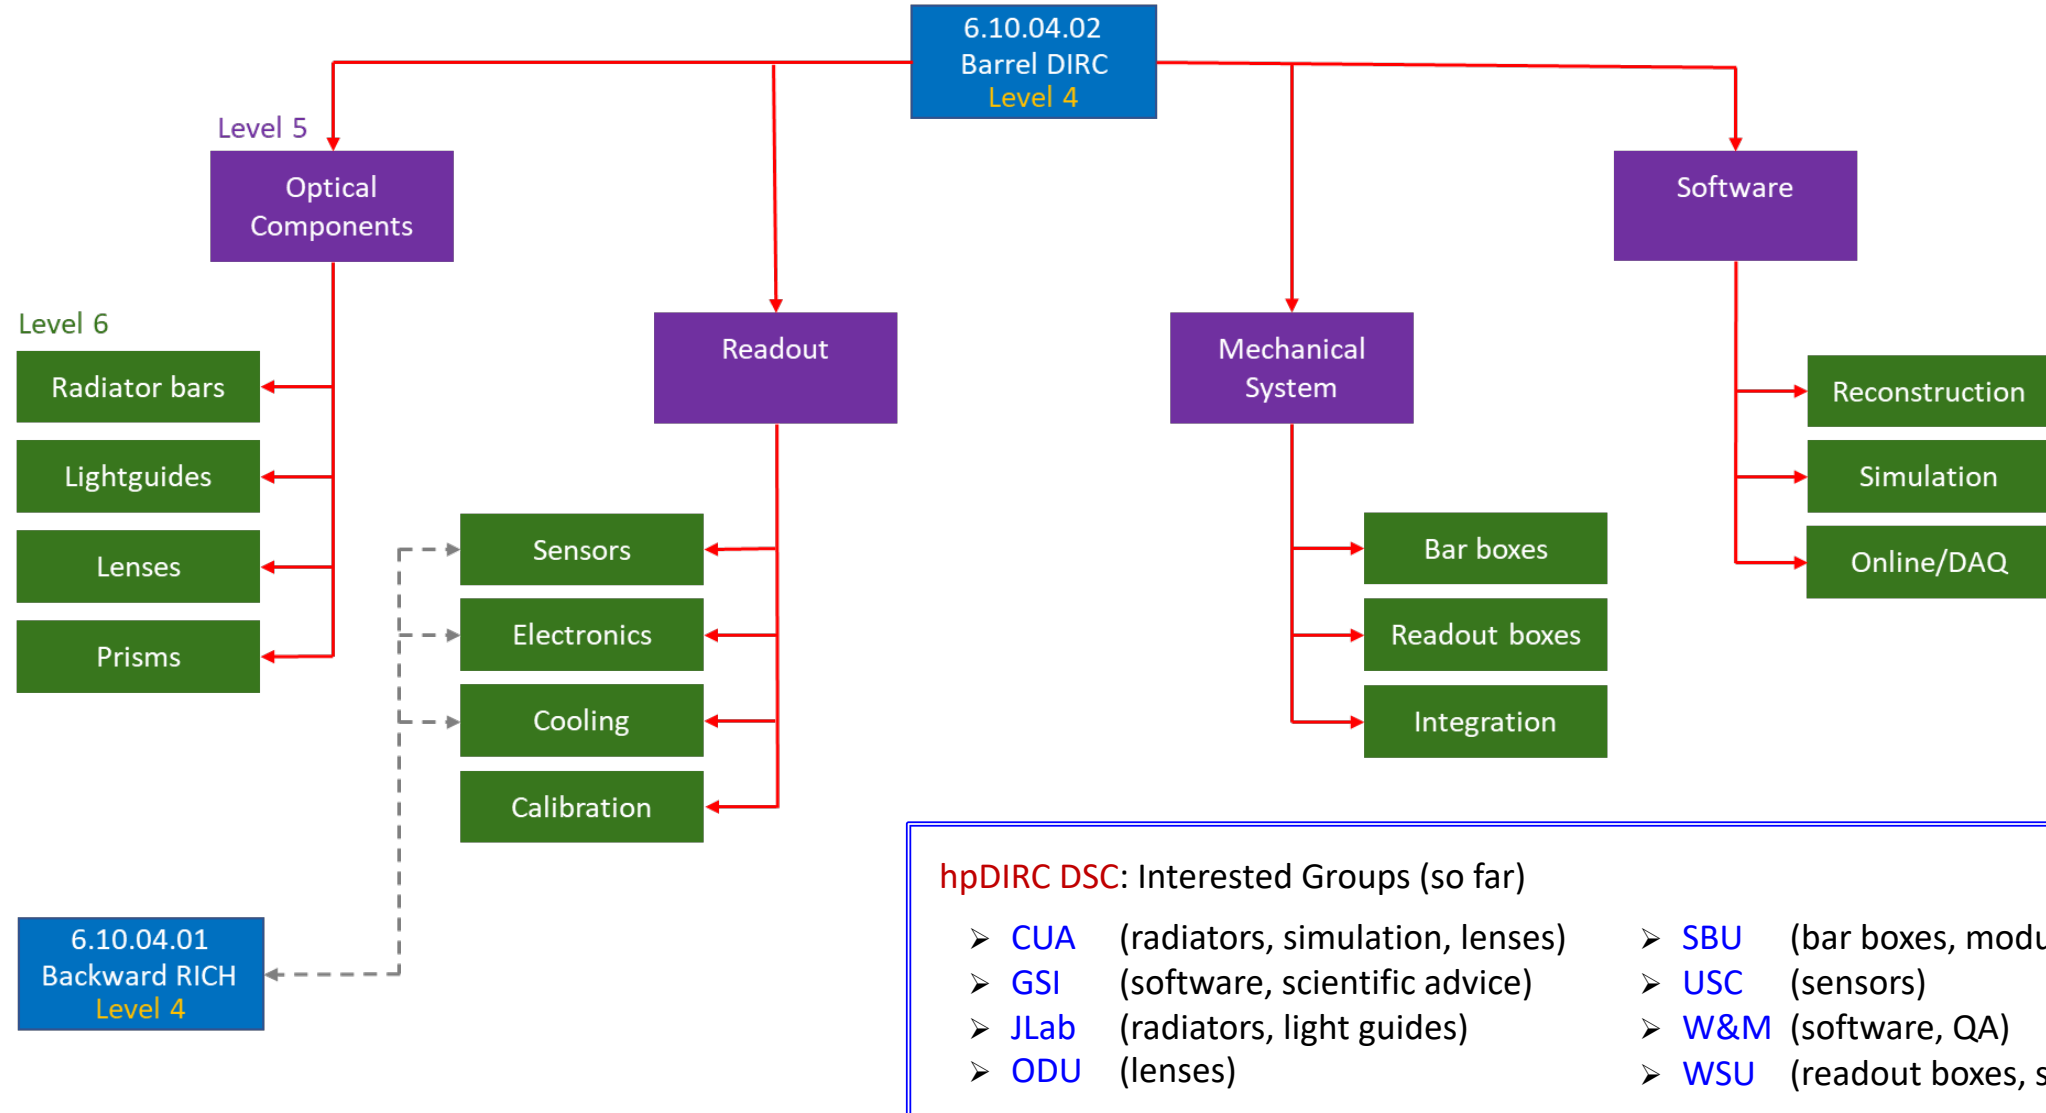 6.10.04.02
Barrel DIRC
Level 4
Level 5
Optical
Components
Software
Level 6
Readout
Mechanical
System
Radiator bars
Lightguides
Lenses
Prisms
Sensors
Electronics
Cooling
Calibration
Bar boxes
Readout boxes
Integration
Reconstruction
Simulation
Online/DAQ
6.10.04.01
Backward RICH
Level 4
hpDIRC DSC: Interested Groups (so far)
➢ CUA (radiators, simulation, lenses)
➢ GSI (software, scientific advice)
➢ JLab (radiators, light guides)
➢ ODU (lenses)
➢ SBU (bar boxes,
➢ USC (sensors)
➢ W&M (software, QA)
➢ WSU (readout boxes,